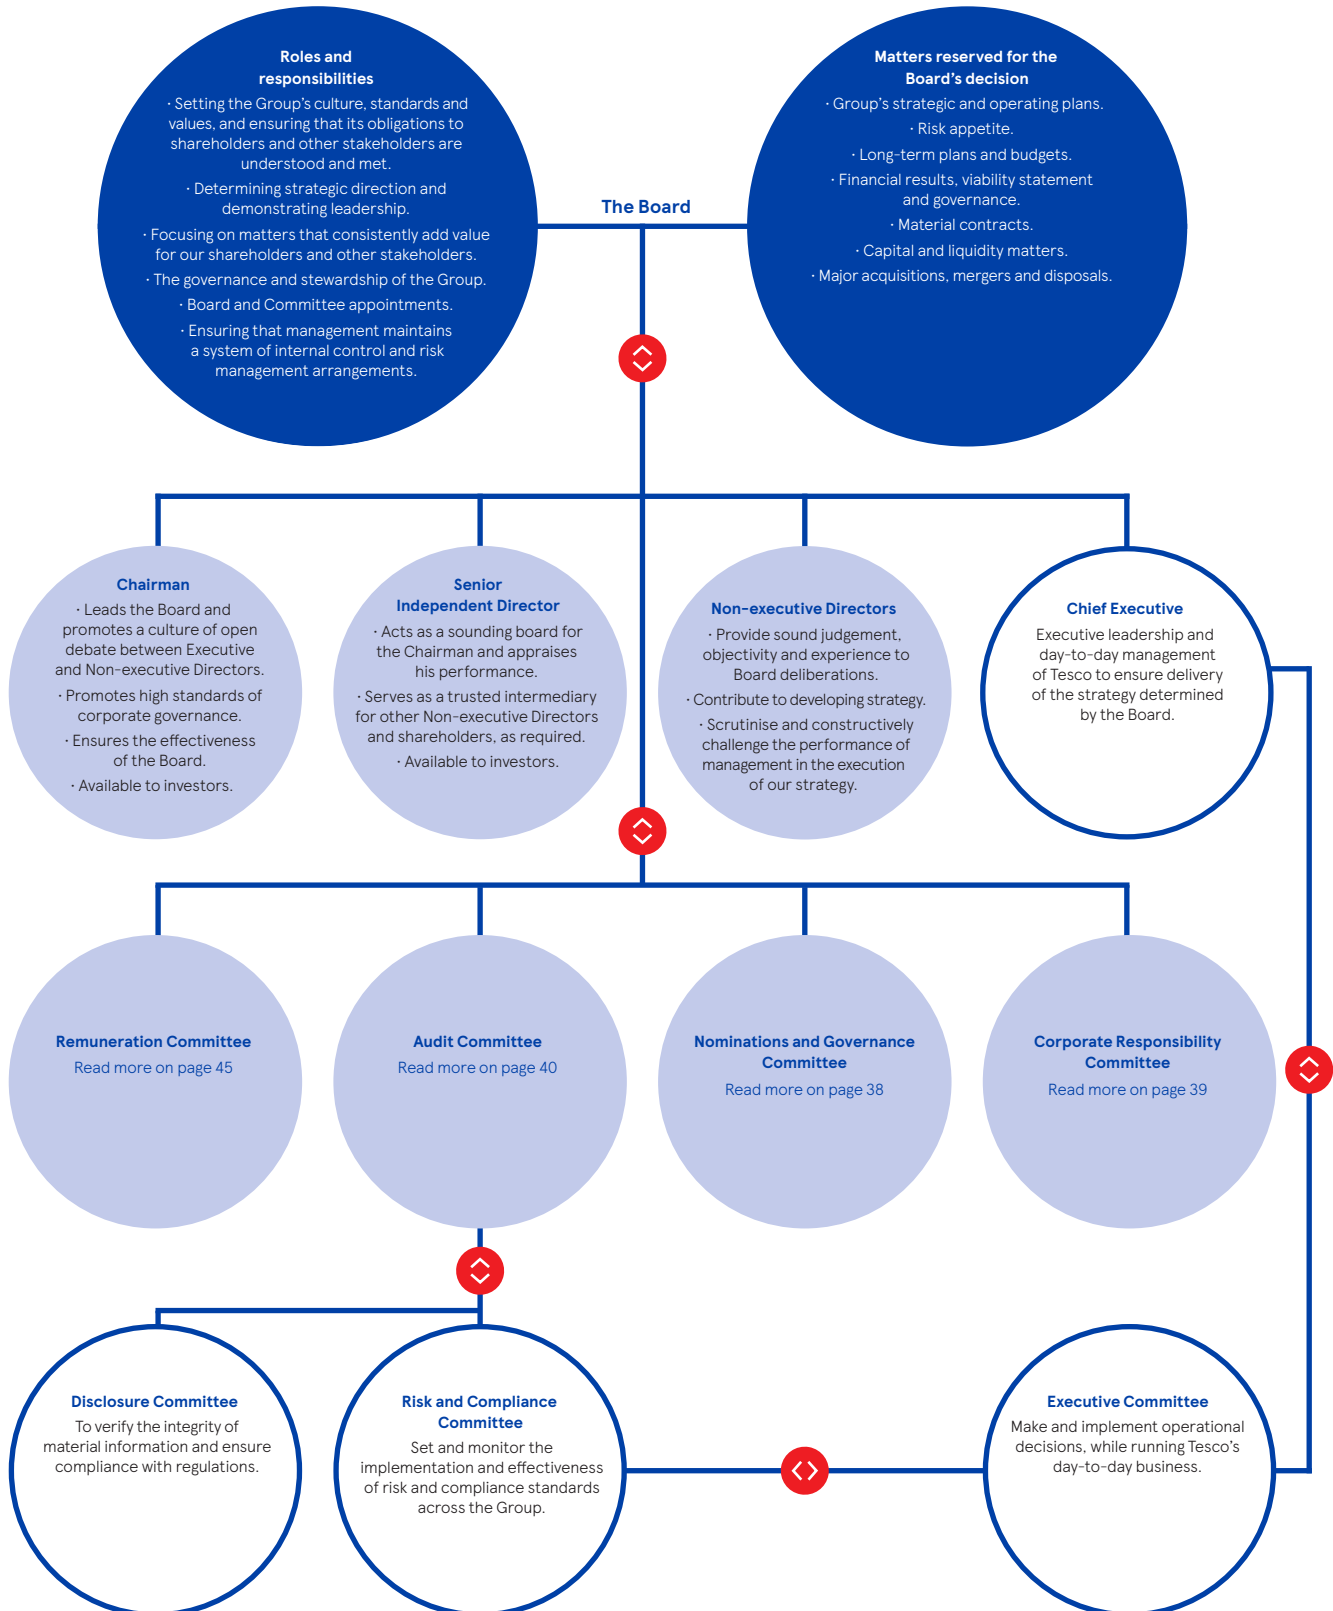 Roles and
responsibilities
· Setting the Group's culture, standards and
values, and ensuring that its obligations to
shareholders and other stakeholders are
understood and met.
· Determining strategic direction and
demonstrating leadership.
· Focusing on matters that consistently add value
for our shareholders and other stakeholders.
· The governance and stewardship of the Group.
· Board and Committee appointments.
· Ensuring that management maintains
a system of internal control and risk
management arrangements.
The Board
Matters reserved for the
Board's decision
· Group's strategic and operating plans.
· Risk appetite.
· Long-term plans and budgets.
· Financial results, viability statement
and governance.
· Material contracts.
· Capital and liquidity matters.
· Major acquisitions, mergers and disposals.
Chairman
· Leads the Board and
promotes a culture of open
debate between Executive
and Non-executive Directors.
· Promotes high standards of
corporate governance.
· Ensures the effectiveness
of the Board.
· Available to investors.
Senior
Independent Director
· Acts as a sounding board for
the Chairman and appraises
his performance.
· Serves as a trusted intermediary
for other Non-executive Directors
and shareholders, as required.
· Available to investors.
Non-executive Directors
· Provide sound judgement,
objectivity and experience to
Board deliberations.
· Contribute to developing strategy.
· Scrutinise and constructively
challenge the performance of
management in the execution
of our strategy.
Chief Executive
Executive leadership and
day-to-day management
of Tesco to ensure delivery
of the strategy determined
by the Board.
Remuneration Committee
Read more on page 45
Audit Committee
Read more on page 40
Nominations and Governance
Committee
Read more on page 38
Corporate Responsibility
Committee
Read more on page 39
Disclosure Committee
To verify the integrity of
material information and ensure
compliance with regulations.
Risk and Compliance
Committee
Set and monitor the
implementation and effectiveness
of risk and compliance standards
across the Group.
Executive Committee
Make and implement operational
decisions, while running Tesco's
day-to-day business.